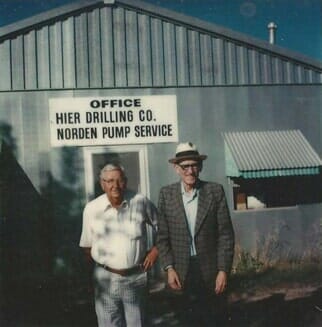 OFFICE
HIER DRILLING CO.
NORDEN PUMP SERVICE